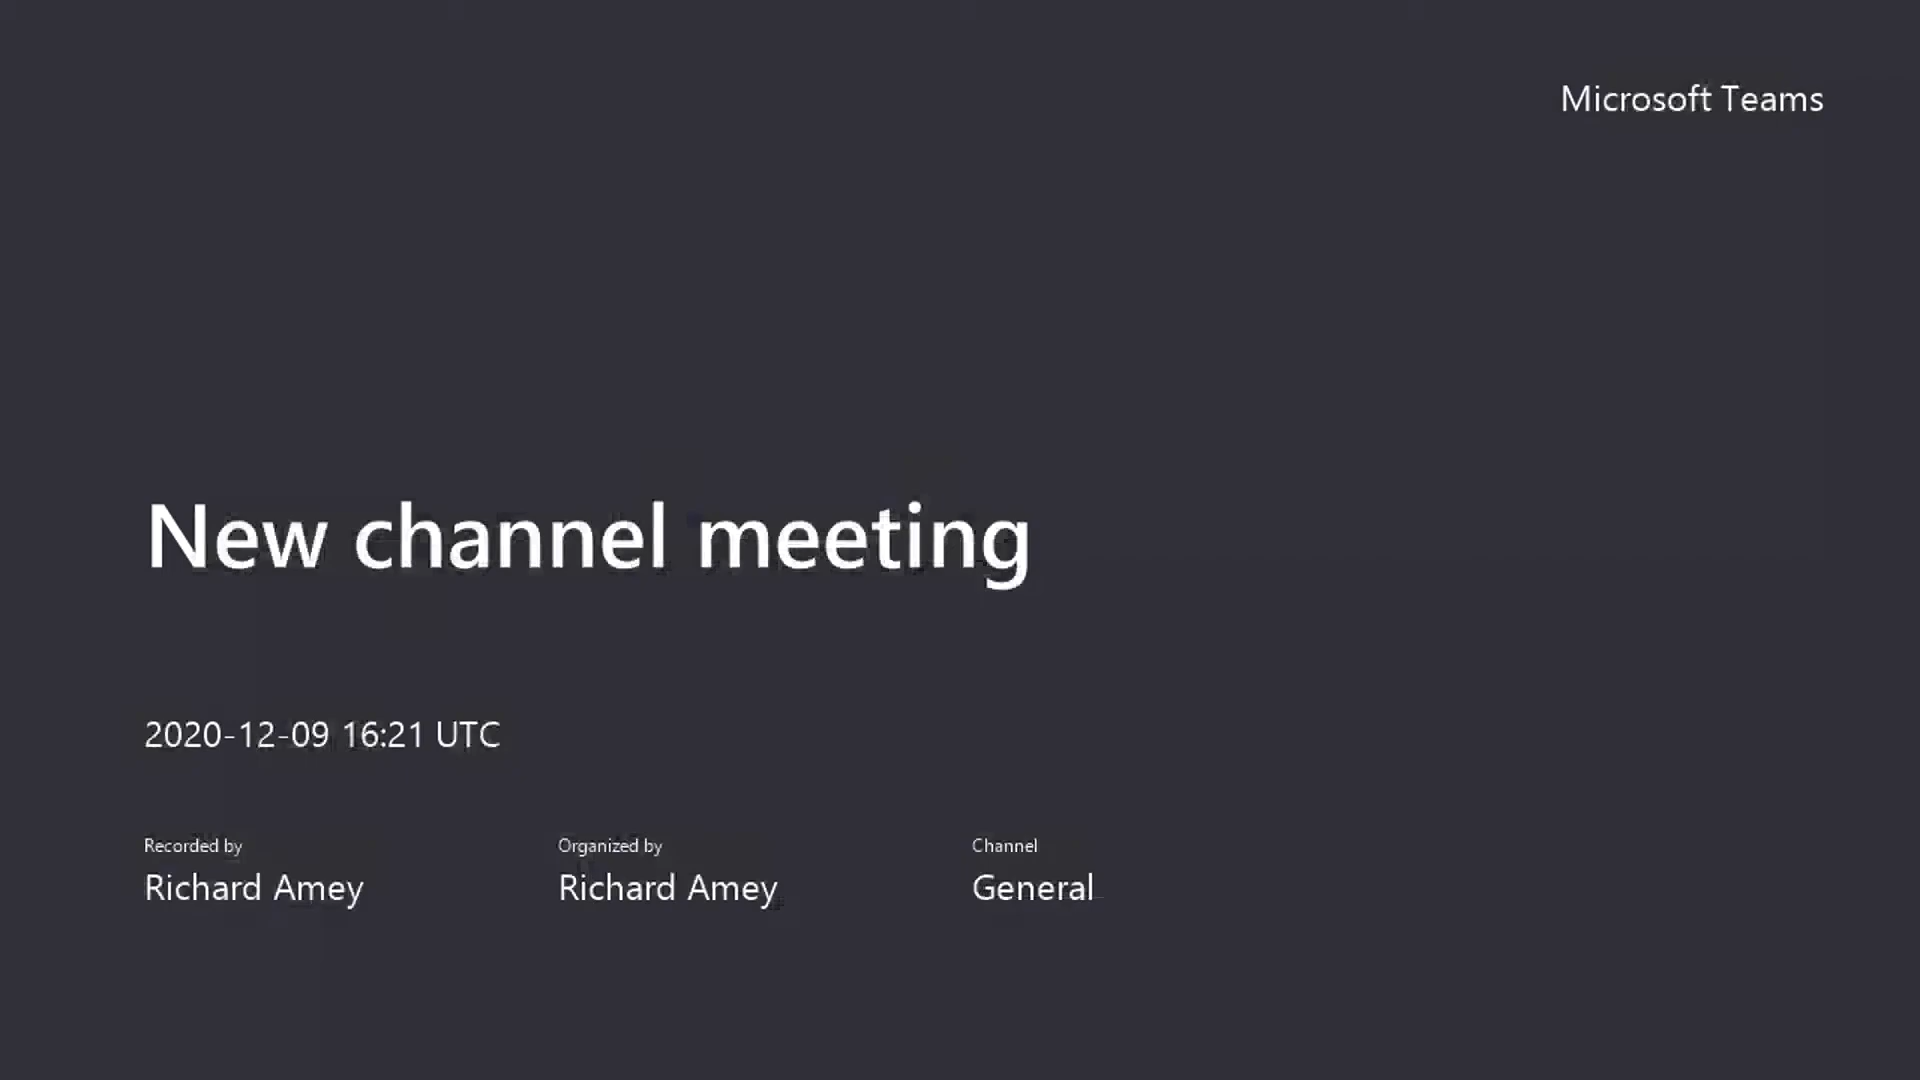 Microsoft Teams
New channel meeting
2020-12-09 16:21 UTC
Recorded by
Richard Amey
Organized by
Richard Amey
Channel
General